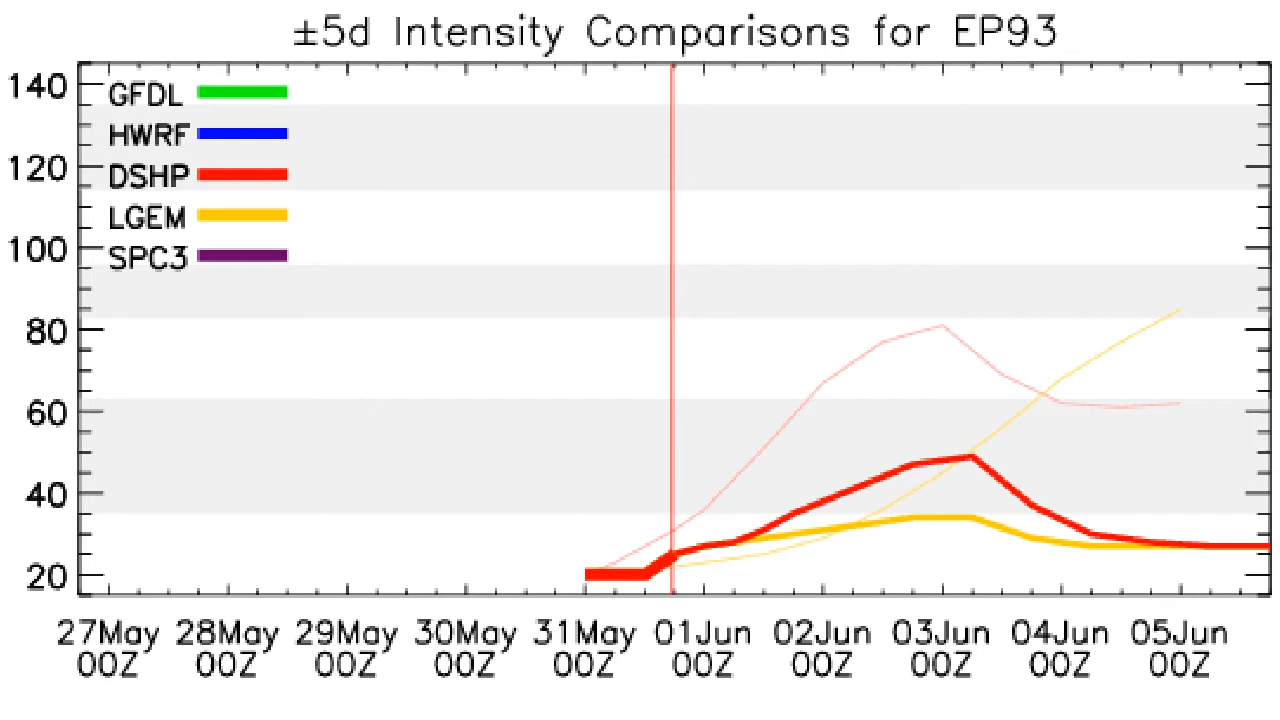 ±5d Intensity Comparisons for EP93
140
GFDL
HWRF
120
DSHP
LGEM
100
SPC3
80
60
40
20
27May 28May 29May 30May 31May 01Jun 02Jun 03Jun 04Jun 05Jun
00Z 00Z 00Z 00Z 00Z 00Z 00Z 00Z 00Z 00Z